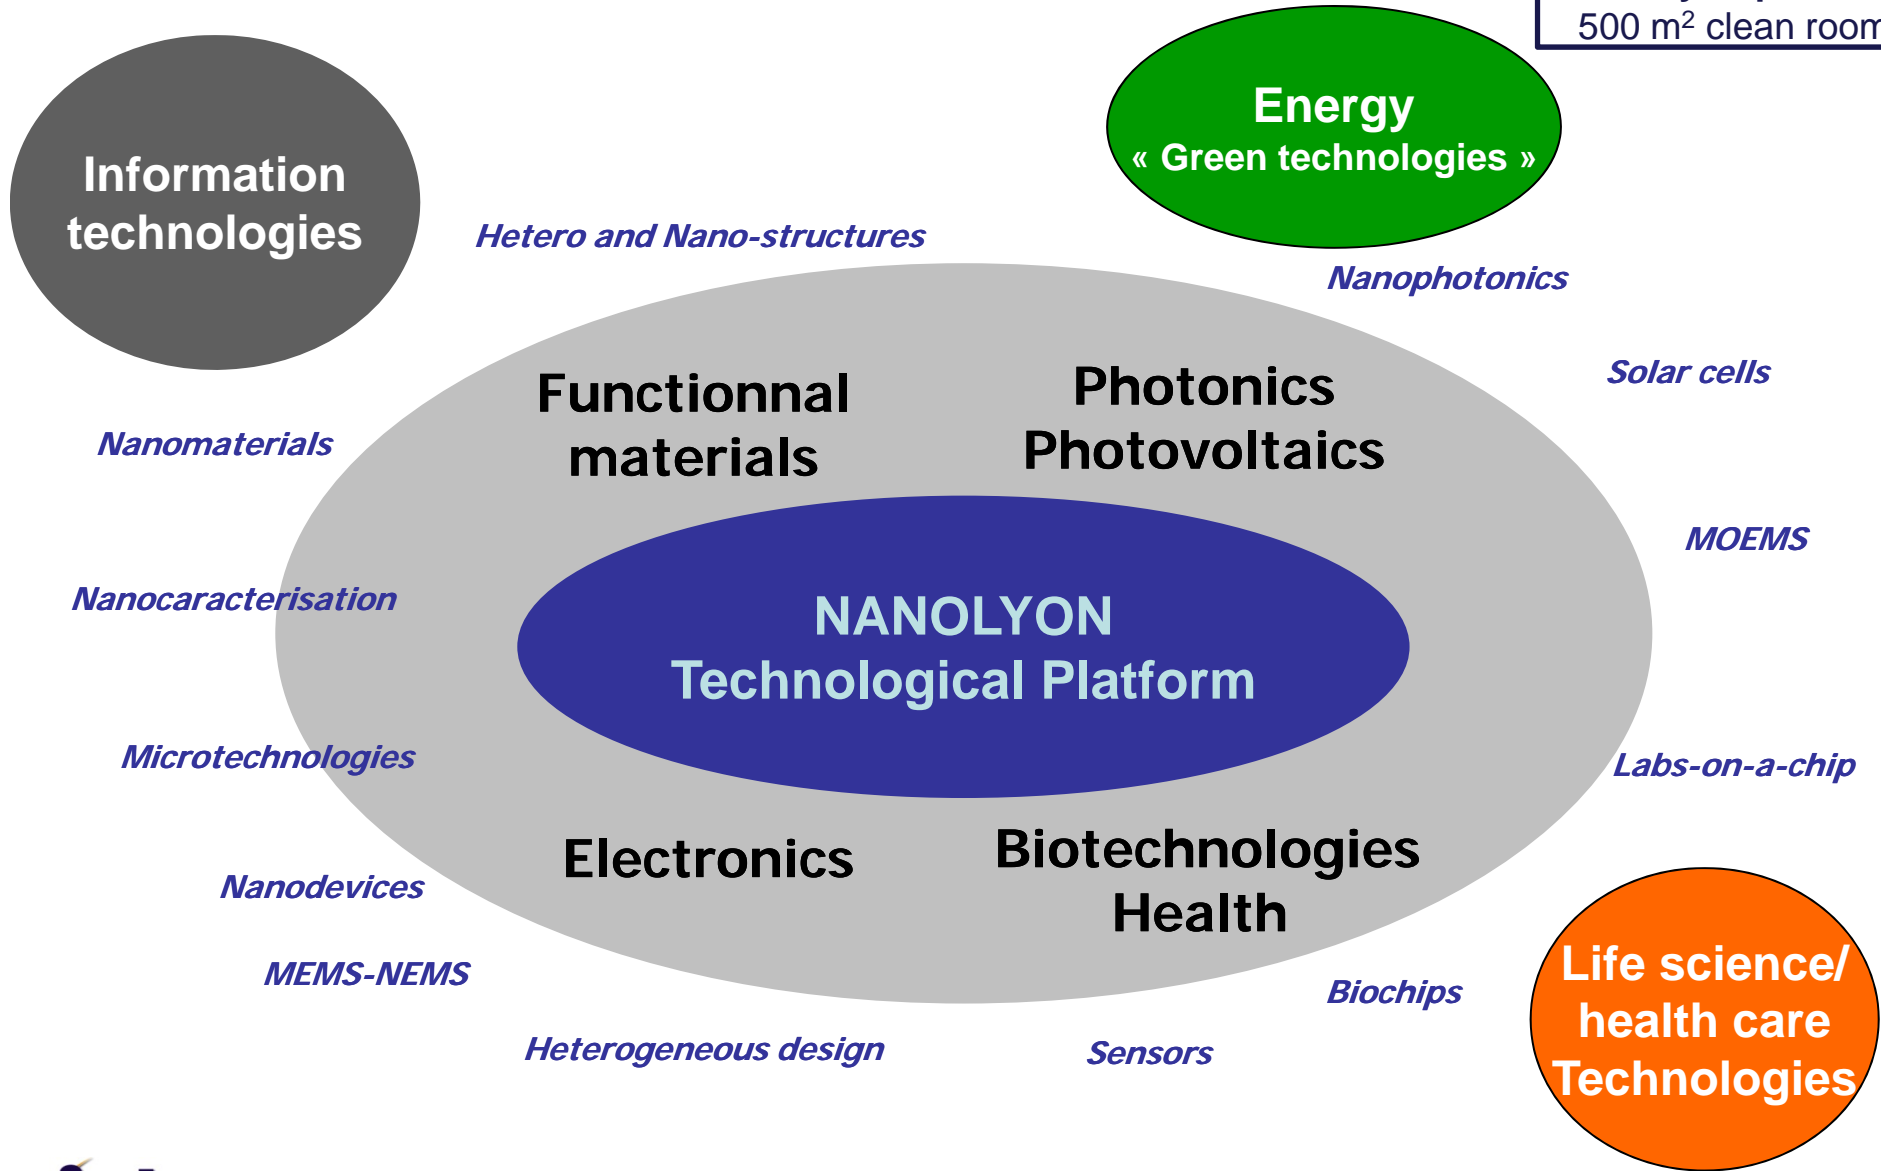 500 m² clean room
Energy
« Green technologies »
Information
technologies
Hetero and Nano-structures
Nanophotonics
Solar cells
Functionnal
materials
Photonics
Photovoltaics
Nanomaterials
MOEMS
Nanocaracterisation
NANOLYON
Technological Platform
Microtechnologies
Labs-on-a-chip
Electronics
Biotechnologies
Health
Nanodevices
MEMS-NEMS
Biochips
Life science/
health care
Technologies
Heterogeneous design
Sensors